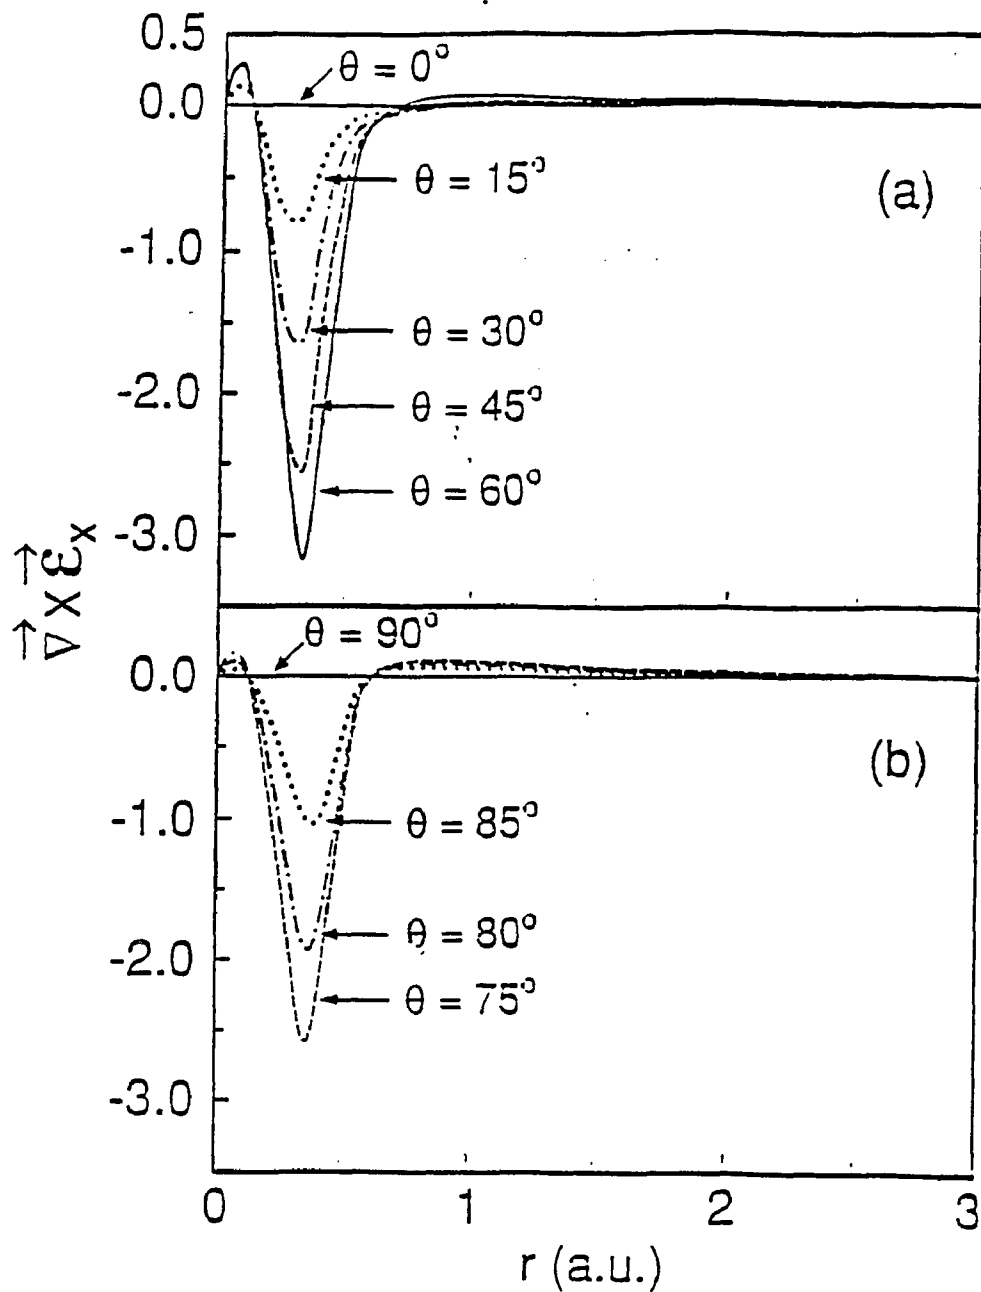 0.5
θ = 0°
0.0
θ = 15°
(a)
-1.0
θ = 30°
-2.0
θ = 45°
θ = 60°
-3.0
∇⃗ X ℇ⃗ₓ
θ = 90°
0.0
(b)
-1.0
θ = 85°
θ = 80°
-2.0
θ = 75°
-3.0
0 1 2 3
r (a.u.)